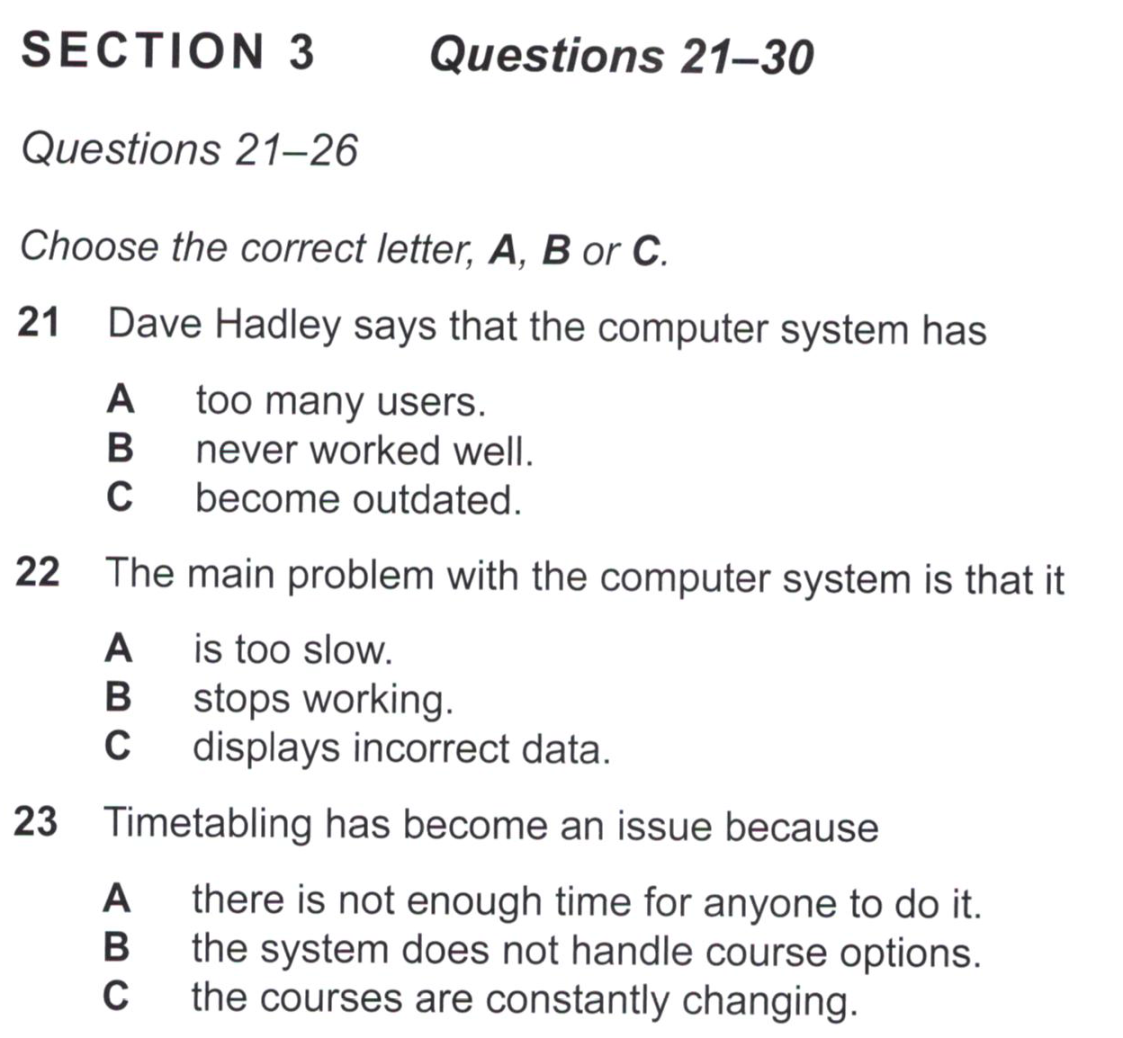 SECTION 3 Questions 21–30
Questions 21–26
Choose the correct letter, A, B or C.
21 Dave Hadley says that the computer system has
A too many users.
B never worked well.
C become outdated.
22 The main problem with the computer system is that it
A is too slow.
B stops working.
C displays incorrect data.
23 Timetabling has become an issue because
A there is not enough time for anyone to do it.
B the system does not handle course options.
C the courses are constantly changing.